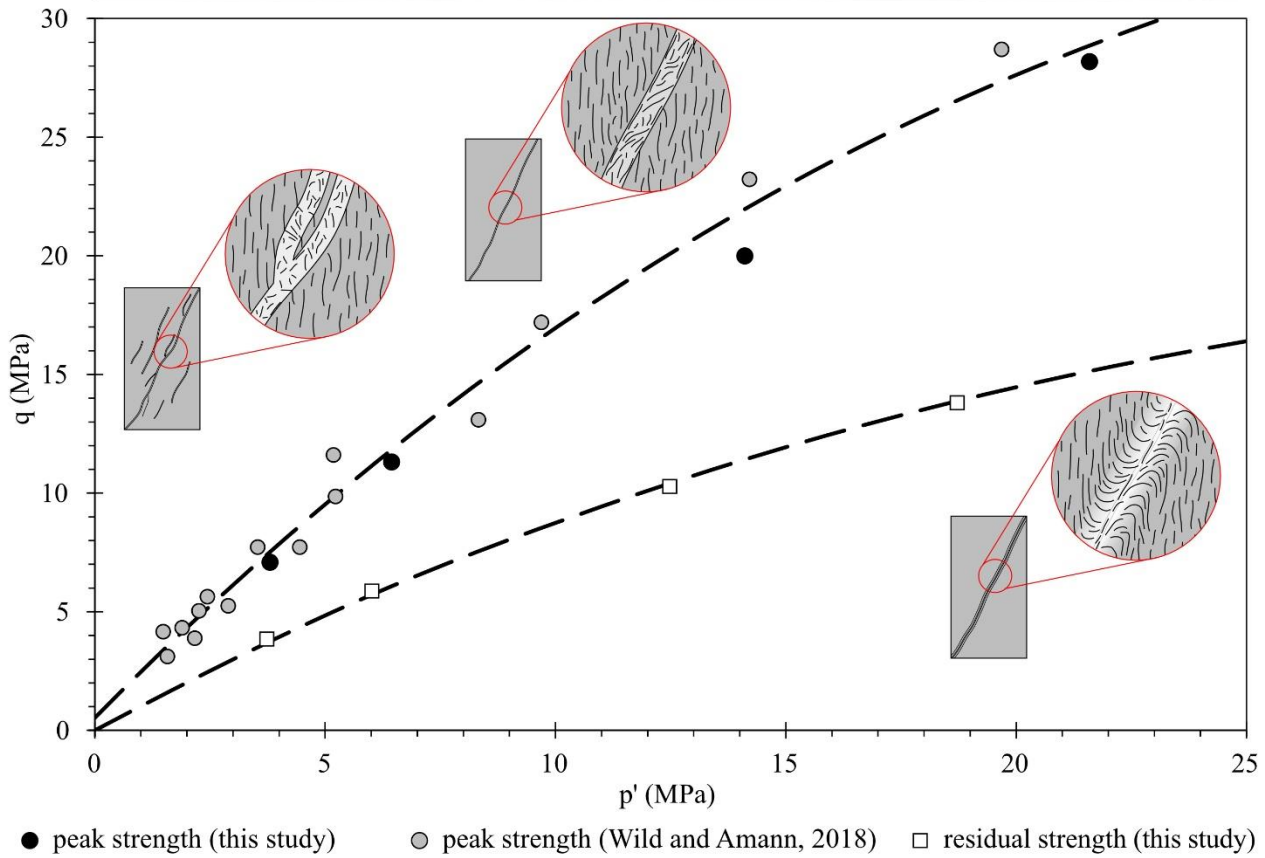 30
25
20
15
10
5
0
q (MPa)
0 5 10 15 20 25
p' (MPa)
peak strength (this study) peak strength (Wild and Amann, 2018) residual strength (this study)